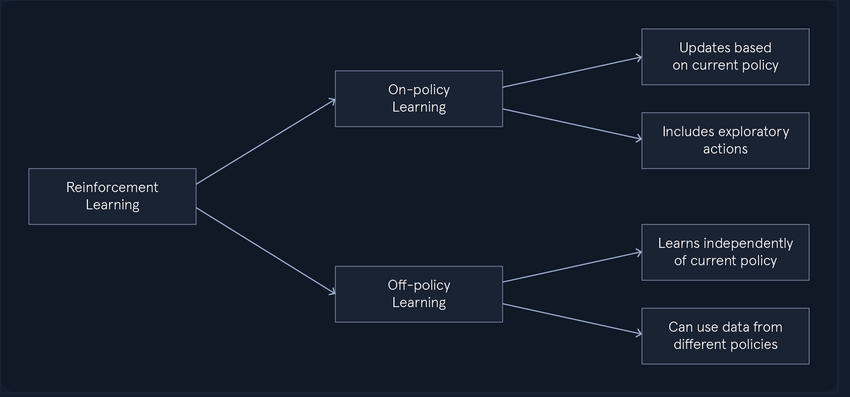 Reinforcement
Learning
On-policy
Learning
Updates based
on current policy
Includes exploratory
actions
Off-policy
Learning
Learns independently
of current policy
Can use data from
different policies